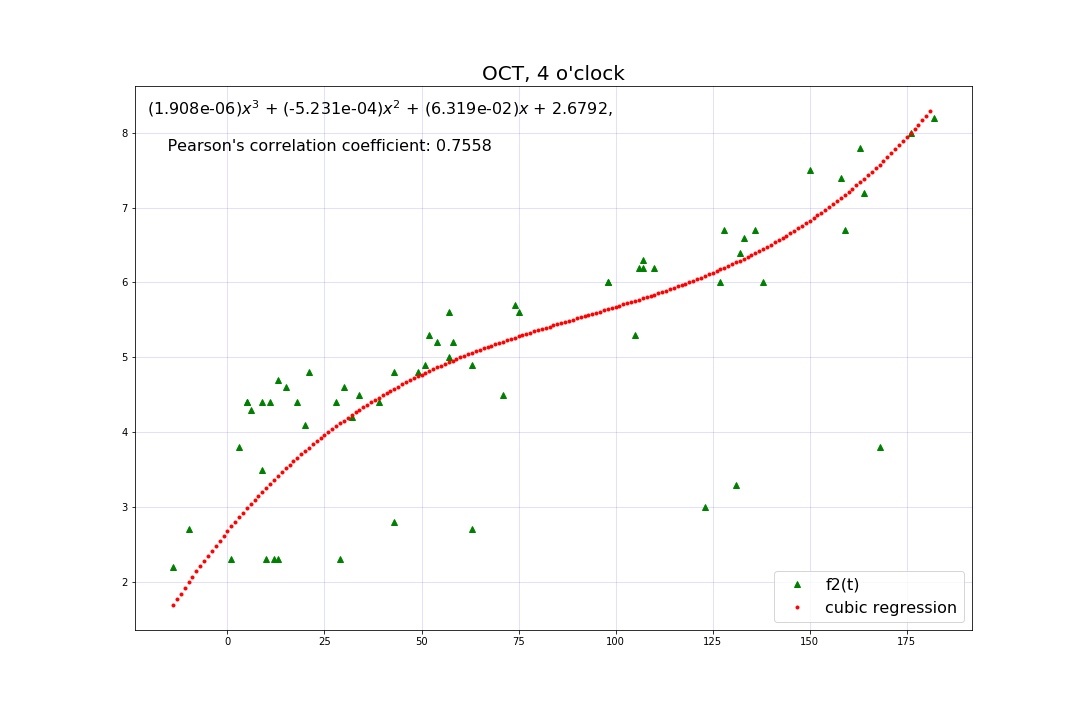 OCT, 4 o'clock
(1.908e-06)x³ + (-5.231e-04)x² + (6.319e-02)x + 2.6792,
Pearson's correlation coefficient: 0.7558
8
7
6
5
4
3
2
f2(t)
cubic regression
0 25 50 75 100 125 150 175